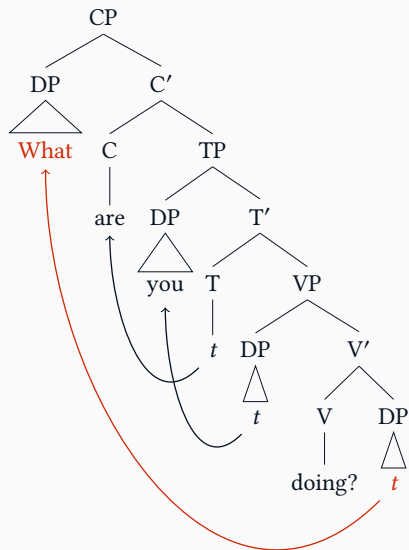 CP
DP C′
What C TP
are DP T′
you T VP
t DP V′
t V DP
doing? t